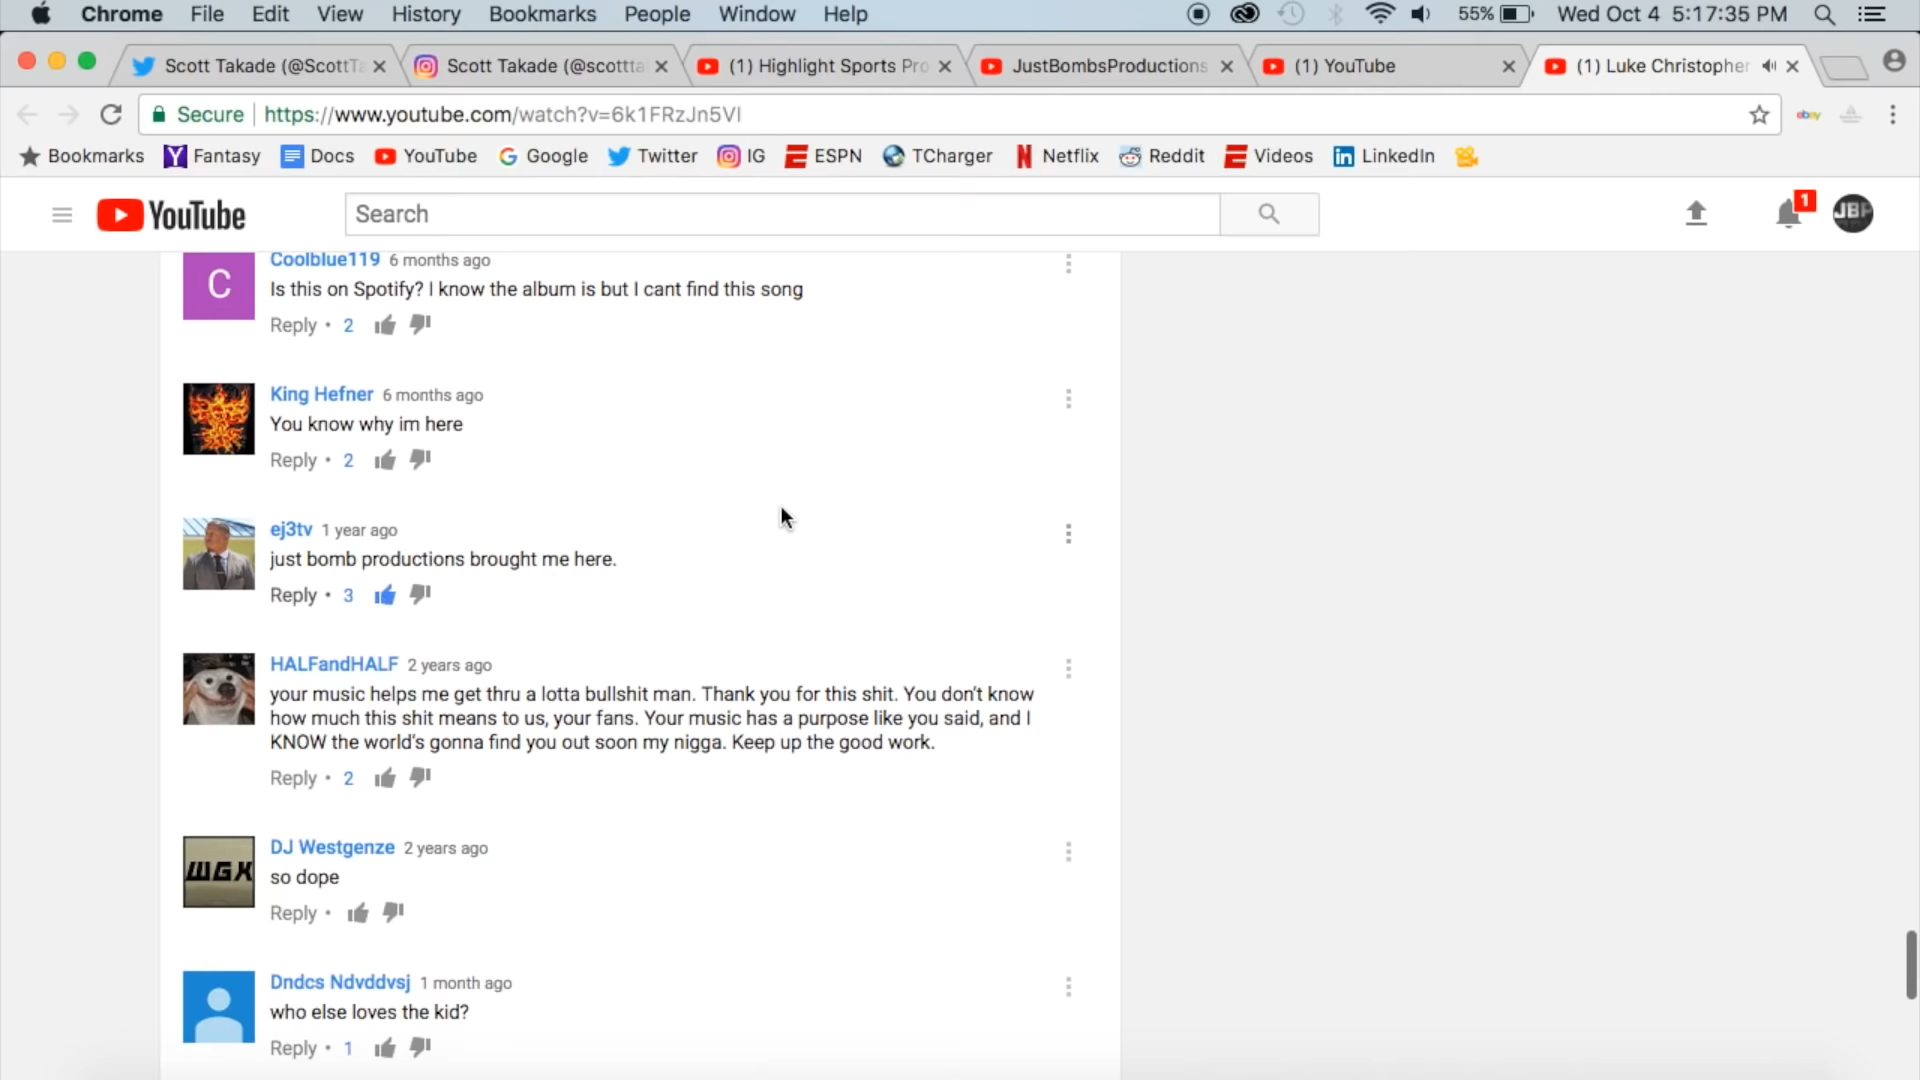 Chrome File Edit View History Bookmarks People Window Help 55% Wed Oct 4 5:17:35 PM
Scott Takade (@ScottTa (1) Highlight Sports Pro JustBombsProductions (1) YouTube (1) Luke Christopher
Scott Takade (@scotttal
Secure https://www.youtube.com/watch?v=6k1FRzJn5VI ebay
Bookmarks Fantasy Docs YouTube Google Twitter IG ESPN TCharger Netflix Reddit Videos LinkedIn
YouTube Search 1 JBP
C
Coolblue119 6 months ago
Is this on Spotify? I know the album is but I cant find this song
Reply • 2
King Hefner 6 months ago
You know why im here
Reply • 2
ej3tv 1 year ago
just bomb productions brought me here.
Reply • 3
HALFandHALF 2 years ago
your music helps me get thru a lotta bullshit man. Thank you for this shit. You don't know
how much this shit means to us, your fans. Your music has a purpose like you said, and I
KNOW the world's gonna find you out soon my nigga. Keep up the good work.
Reply • 2
WGX
DJ Westgenze 2 years ago
so dope
Reply •
Dndcs Ndvddvsj 1 month ago
who else loves the kid?
Reply • 1